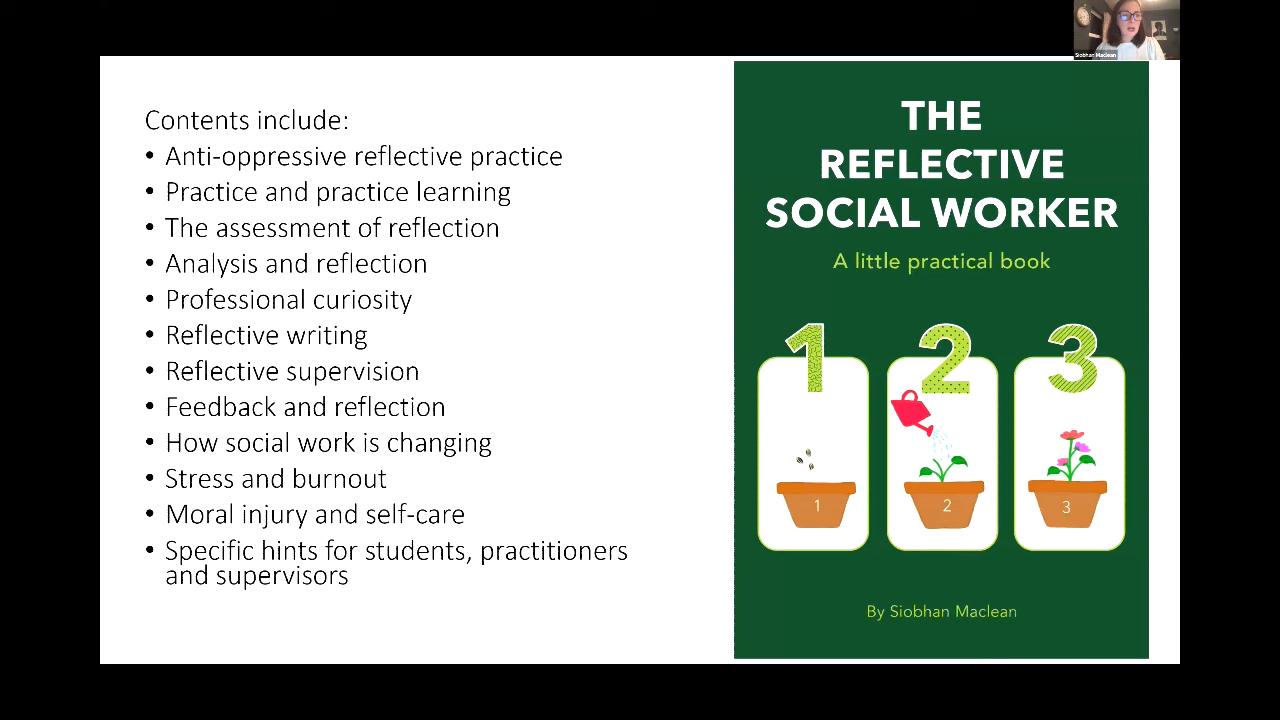 Siobhan Maclean
Contents include:
• Anti-oppressive reflective practice
• Practice and practice learning
• The assessment of reflection
• Analysis and reflection
• Professional curiosity
• Reflective writing
• Reflective supervision
• Feedback and reflection
• How social work is changing
• Stress and burnout
• Moral injury and self-care
• Specific hints for students, practitioners
and supervisors
THE
REFLECTIVE
SOCIAL WORKER
A little practical book
1 2 3
1 2 3
By Siobhan Maclean